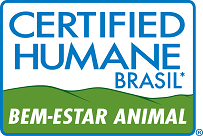 CERTIFIED
HUMANE
BRASIL*
BEM-ESTAR ANIMAL
®